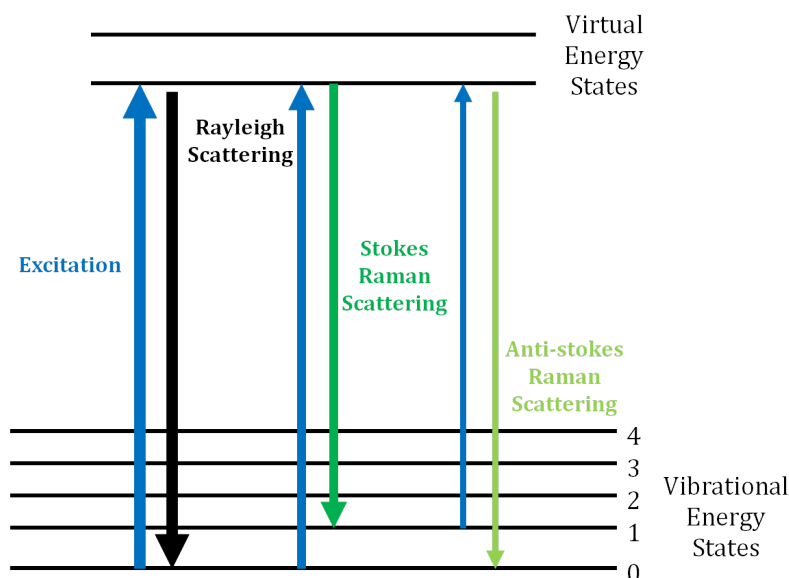 Virtual
Energy
States
Rayleigh
Scattering
Excitation
Stokes
Raman
Scattering
Anti-stokes
Raman
Scattering
4
3
2
1
0
Vibrational
Energy
States